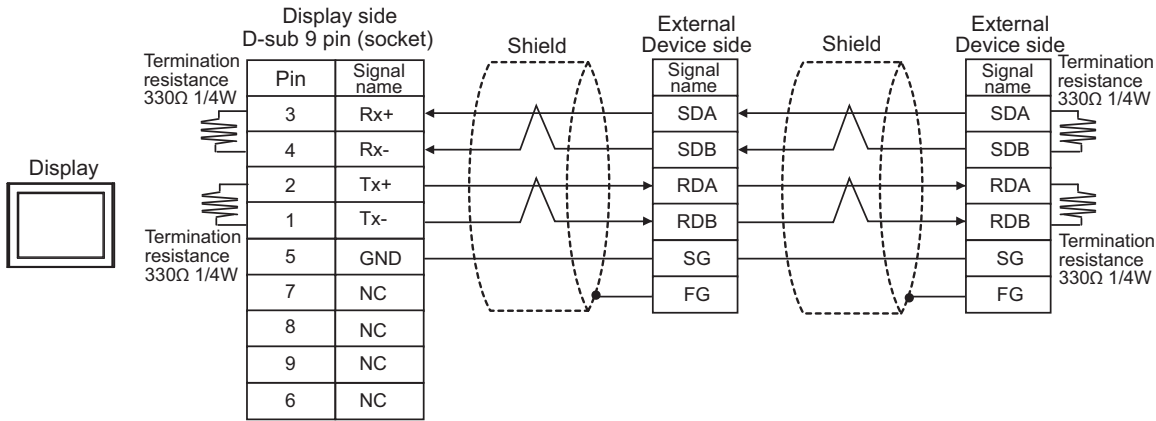 Display side
D-sub 9 pin (socket)
Shield
External
Device side
Shield
External
Device side
Termination
resistance
330Ω 1/4W
Pin
Signal
name
Signal
name
Signal
name
Termination
resistance
330Ω 1/4W
3
Rx+
SDA
SDA
4
Rx-
SDB
SDB
Display
2
Tx+
RDA
RDA
1
Tx-
RDB
RDB
Termination
resistance
330Ω 1/4W
5
GND
SG
SG
Termination
resistance
330Ω 1/4W
7
NC
FG
FG
8
NC
9
NC
6
NC